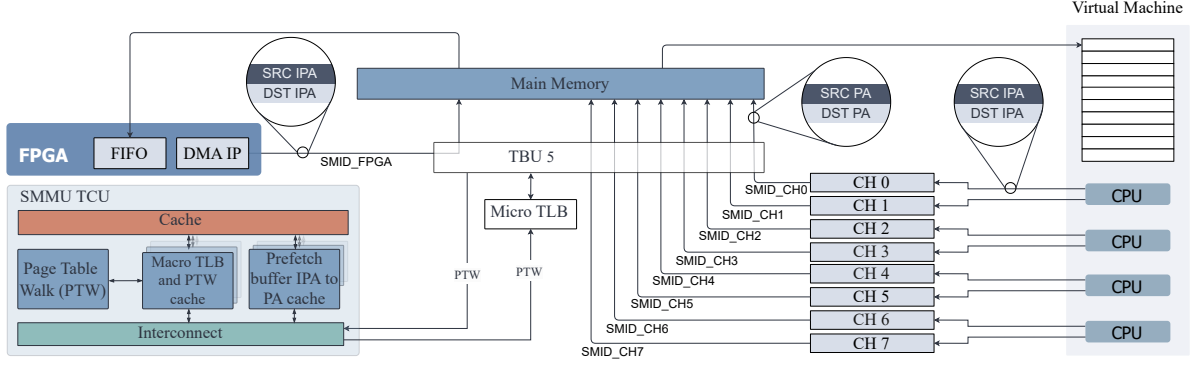 Virtual Machine
SRC IPA
DST IPA
Main Memory
SRC PA
DST PA
SRC IPA
DST IPA
FPGA
FIFO
DMA IP
SMID_FPGA
TBU 5
SMMU TCU
Cache
Page Table
Walk (PTW)
Macro TLB
and PTW
cache
Prefetch
buffer IPA to
PA cache
Interconnect
Micro TLB
PTW
PTW
SMID_CH0
SMID_CH1
SMID_CH2
SMID_CH3
SMID_CH4
SMID_CH5
SMID_CH6
SMID_CH7
CH 0
CH 1
CH 2
CH 3
CH 4
CH 5
CH 6
CH 7
CPU
CPU
CPU
CPU